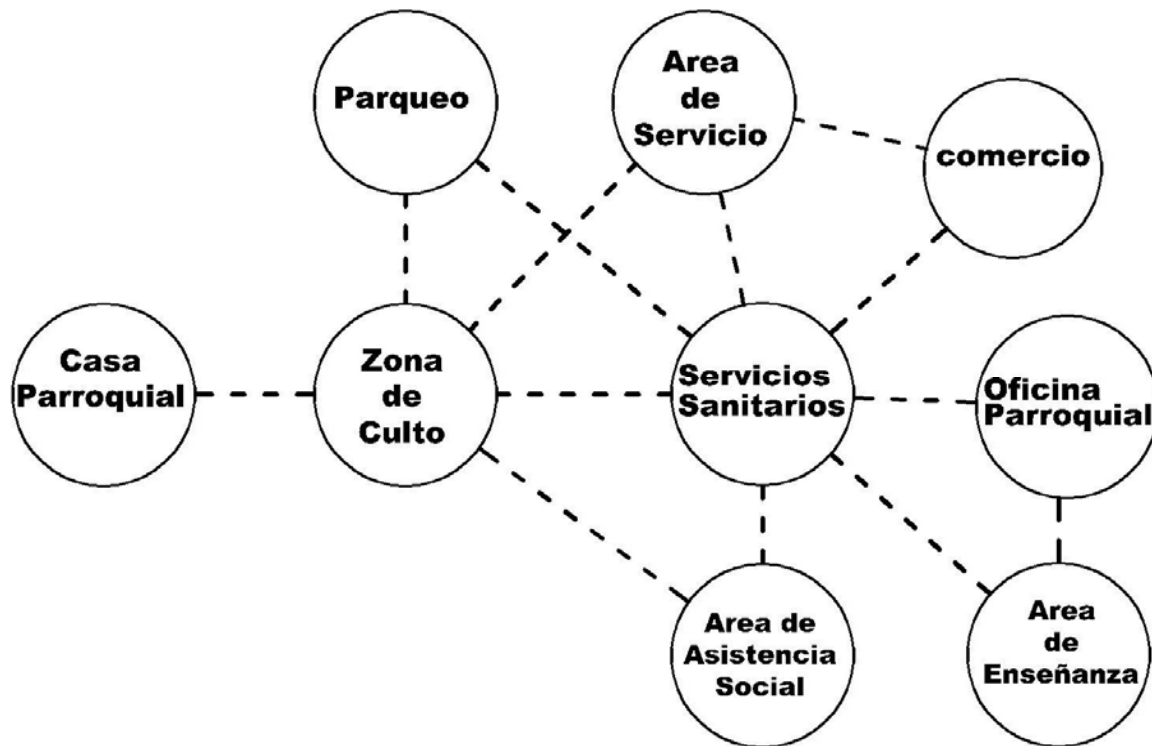 Parqueo
Area
de
Servicio
comercio
Casa
Parroquial
Zona
de
Culto
Servicios
Sanitarios
Oficina
Parroquial
Area de
Asistencia
Social
Area
de
Enseñanza